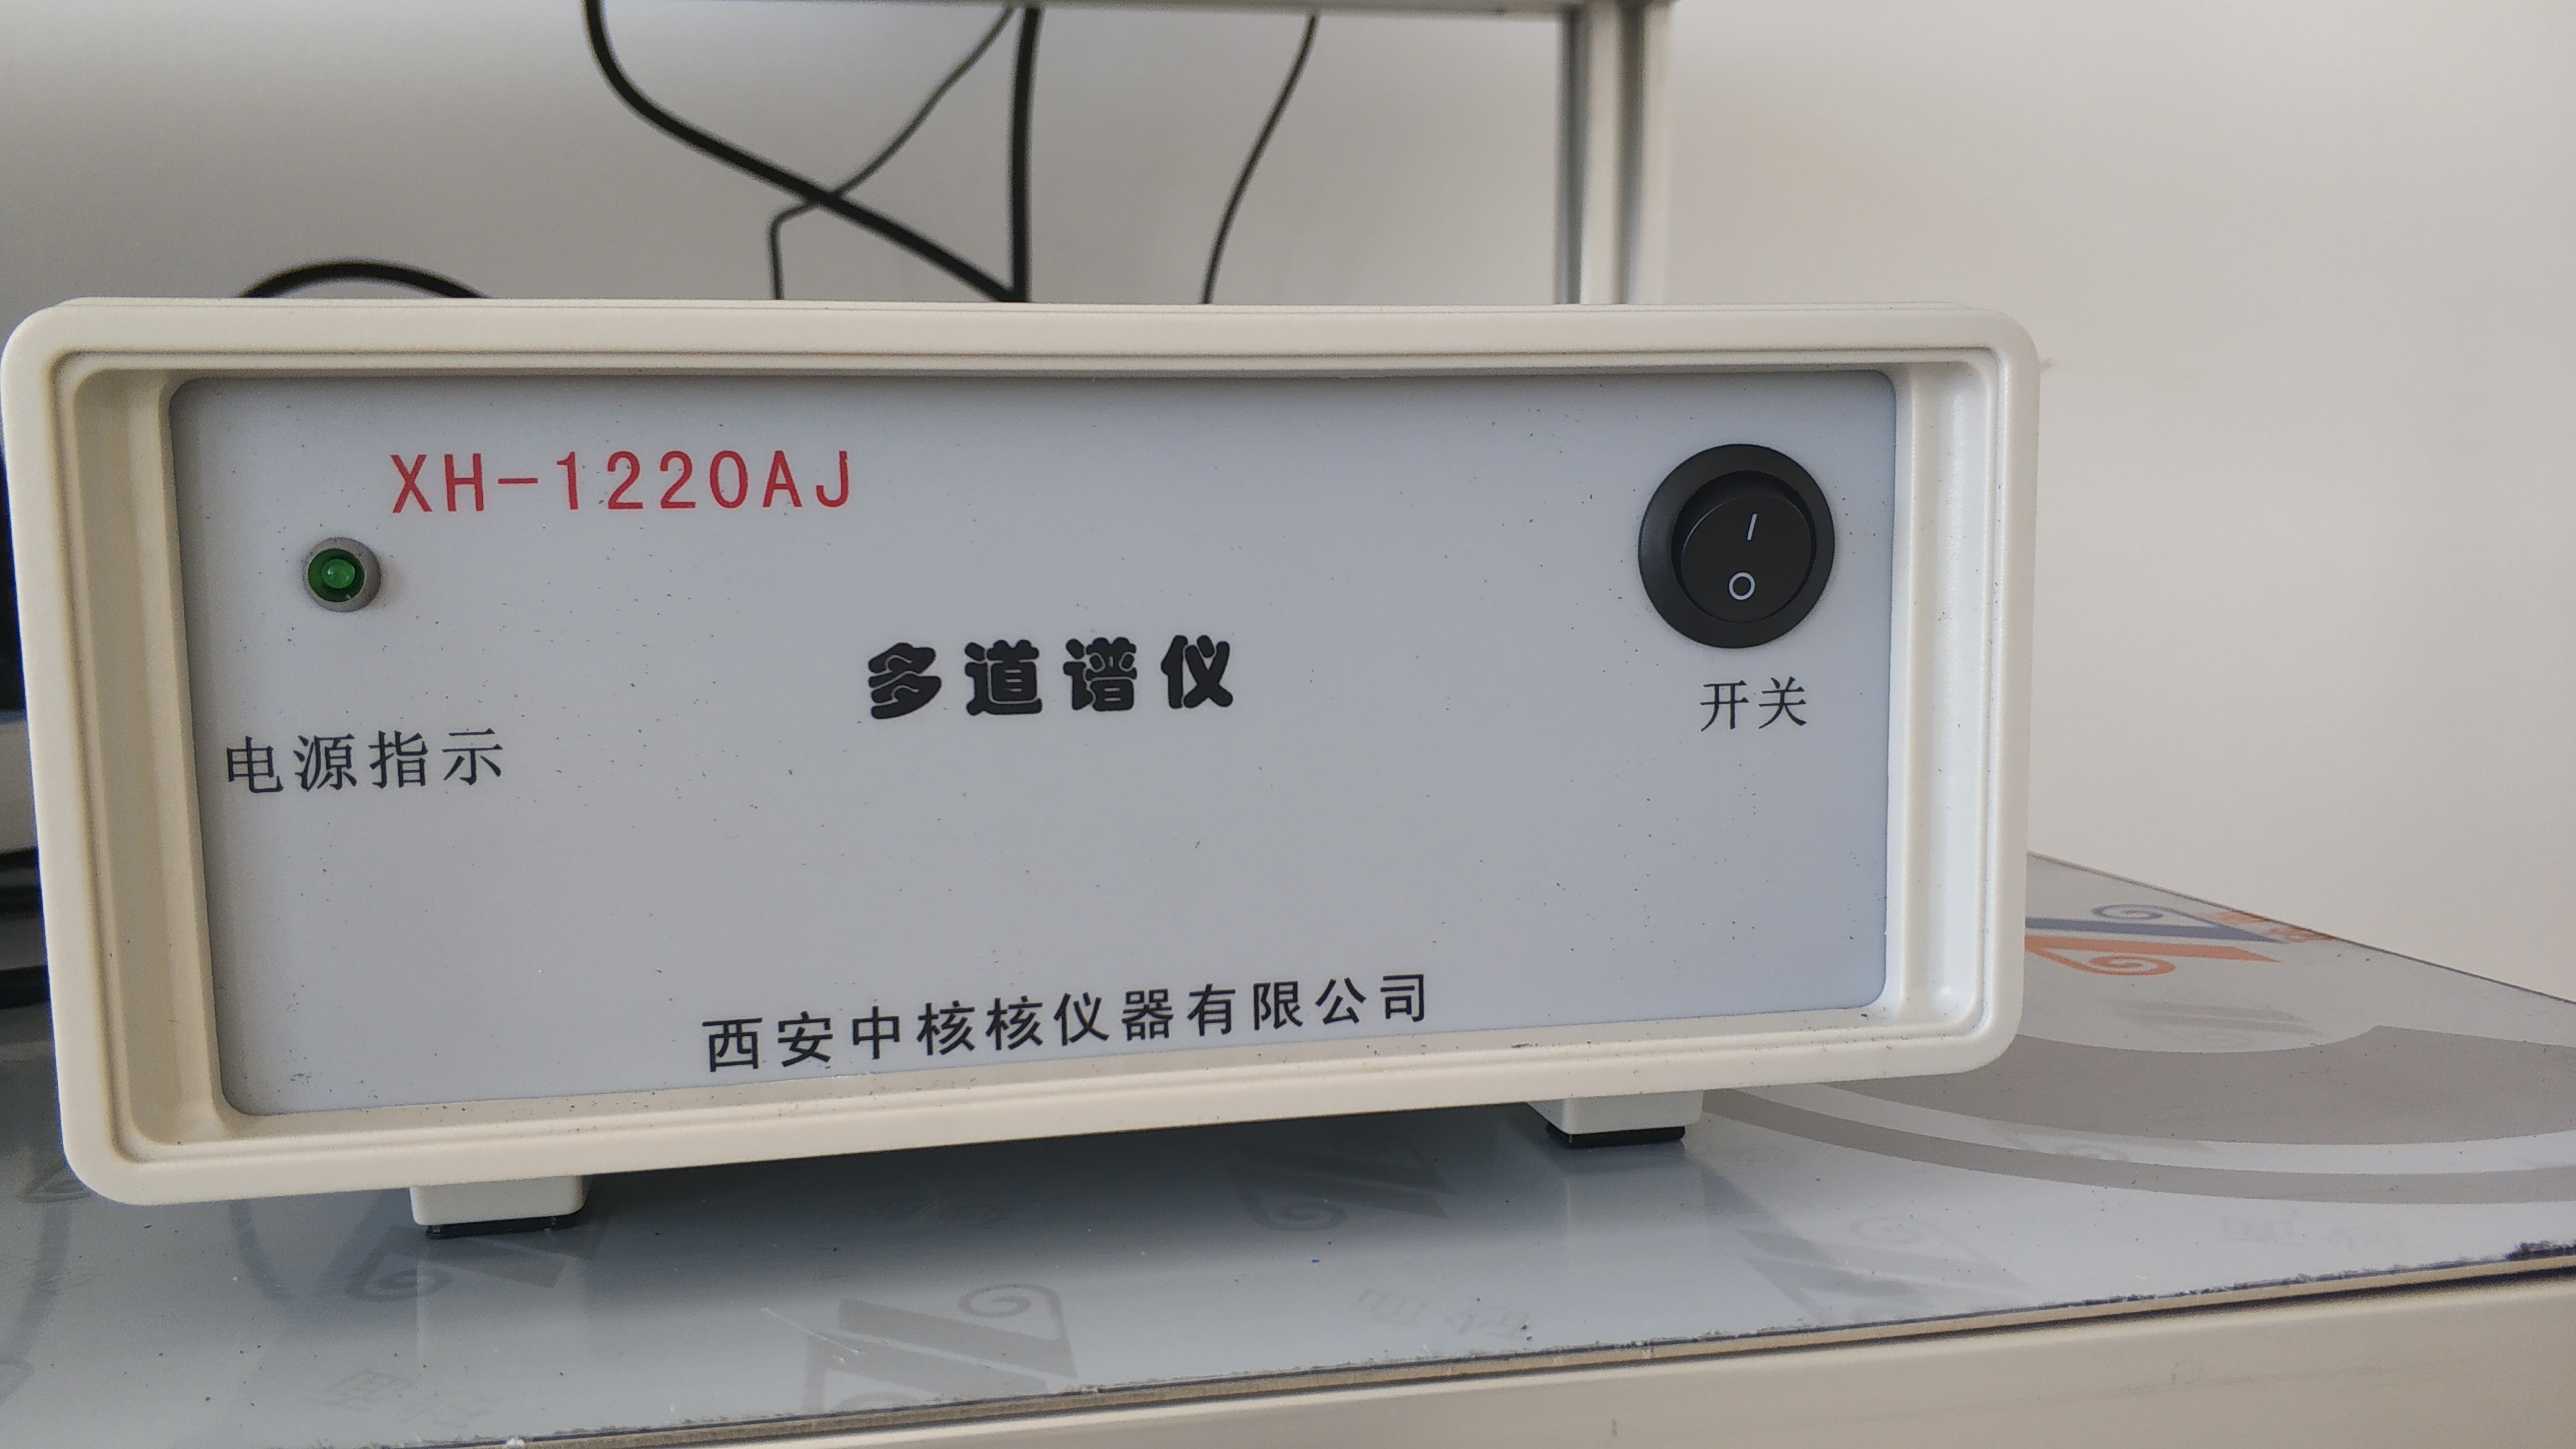 XH-1220AJ
多道谱仪
开关
电源指示
西安中核核仪器有限公司